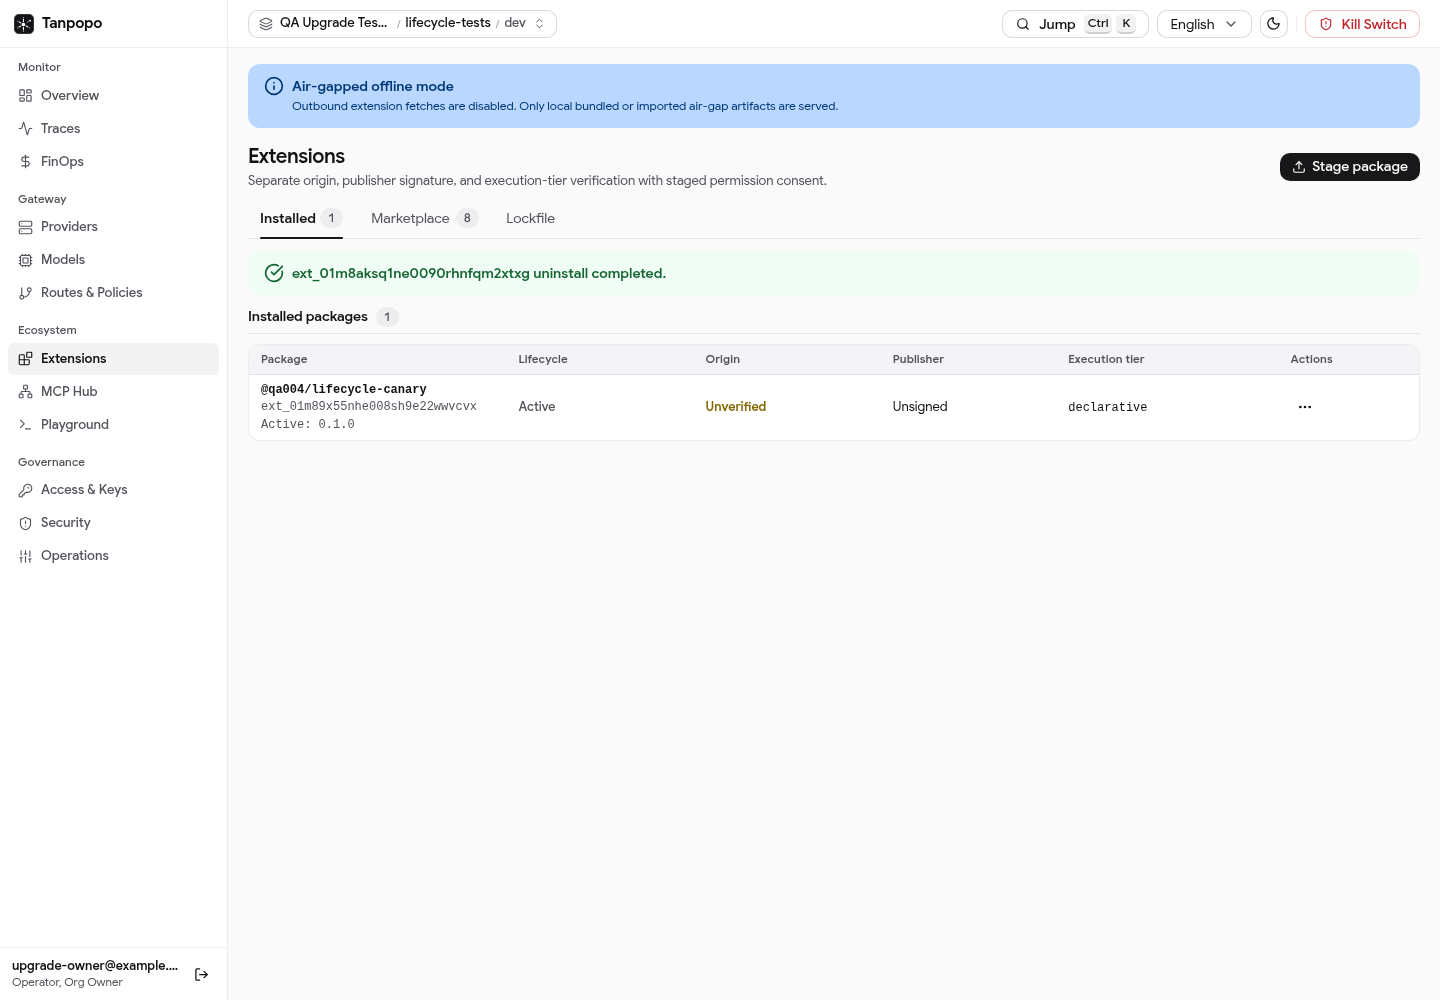 Tanpopo
QA Upgrade Tes... / lifecycle-tests / dev
Jump Ctrl K
English
Kill Switch
Monitor
Overview
Traces
FinOps
Gateway
Providers
Models
Routes & Policies
Ecosystem
Extensions
MCP Hub
Playground
Governance
Access & Keys
Security
Operations
upgrade-owner@example....
Operator, Org Owner
Air-gapped offline mode
Outbound extension fetches are disabled. Only local bundled or imported air-gap artifacts are served.
Extensions
Separate origin, publisher signature, and execution-tier verification with staged permission consent.
Stage package
Installed 1 Marketplace 8 Lockfile
ext_01m8aksq1ne0090rhnfqm2xtxg uninstall completed.
Installed packages 1
Package Lifecycle Origin Publisher Execution tier Actions
@qa004/lifecycle-canary
ext_01m89x55nhe008sh9e22wwvcvx Active Unverified Unsigned declarative
Active: 0.1.0